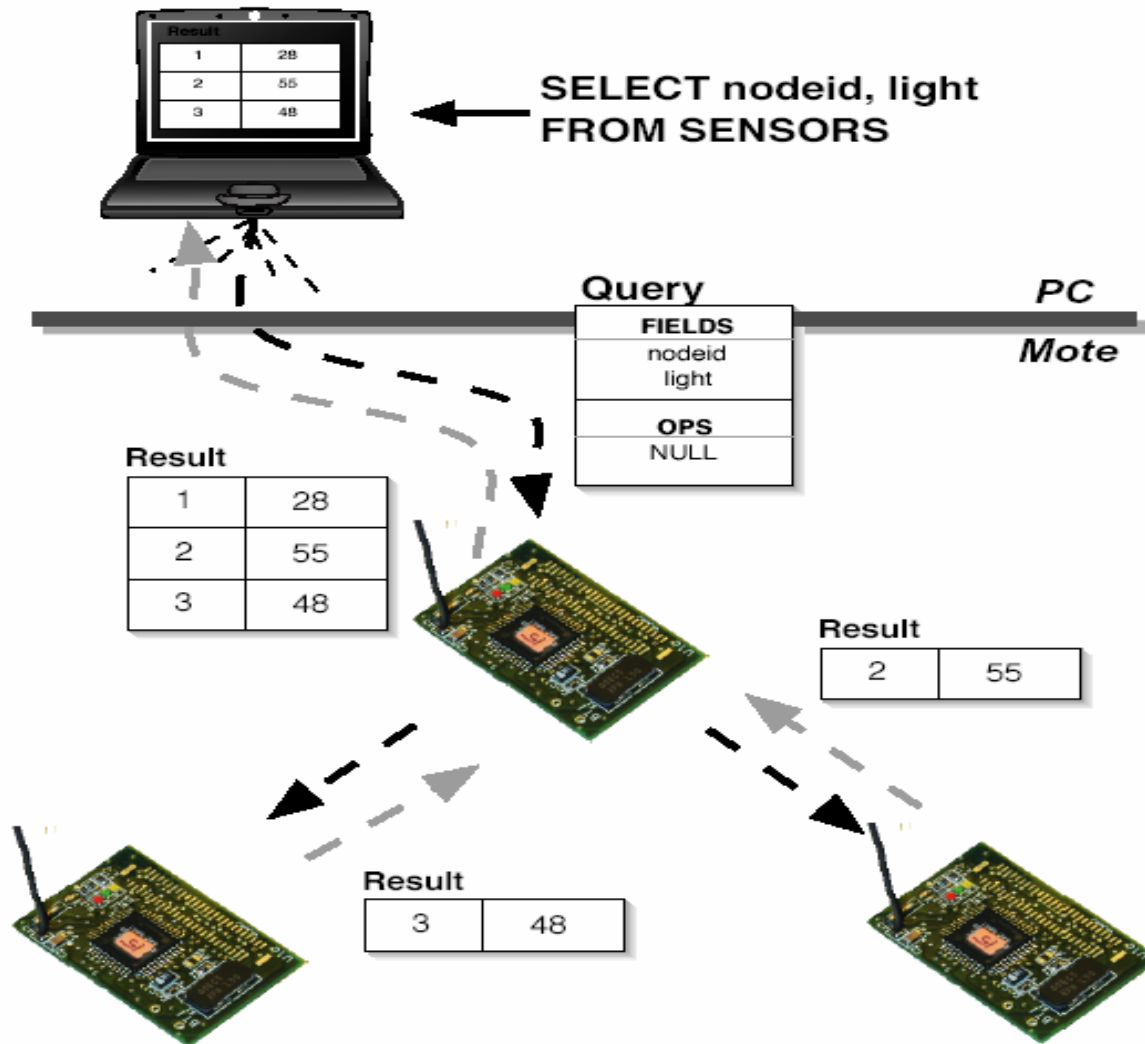 Result
1 28
2 55
3 48
SELECT nodeid, light
FROM SENSORS
Query
PC
FIELDS
Mote
nodeid
light
OPS
NULL
Result
1 28
2 55
3 48
Result
2 55
Result
3 48